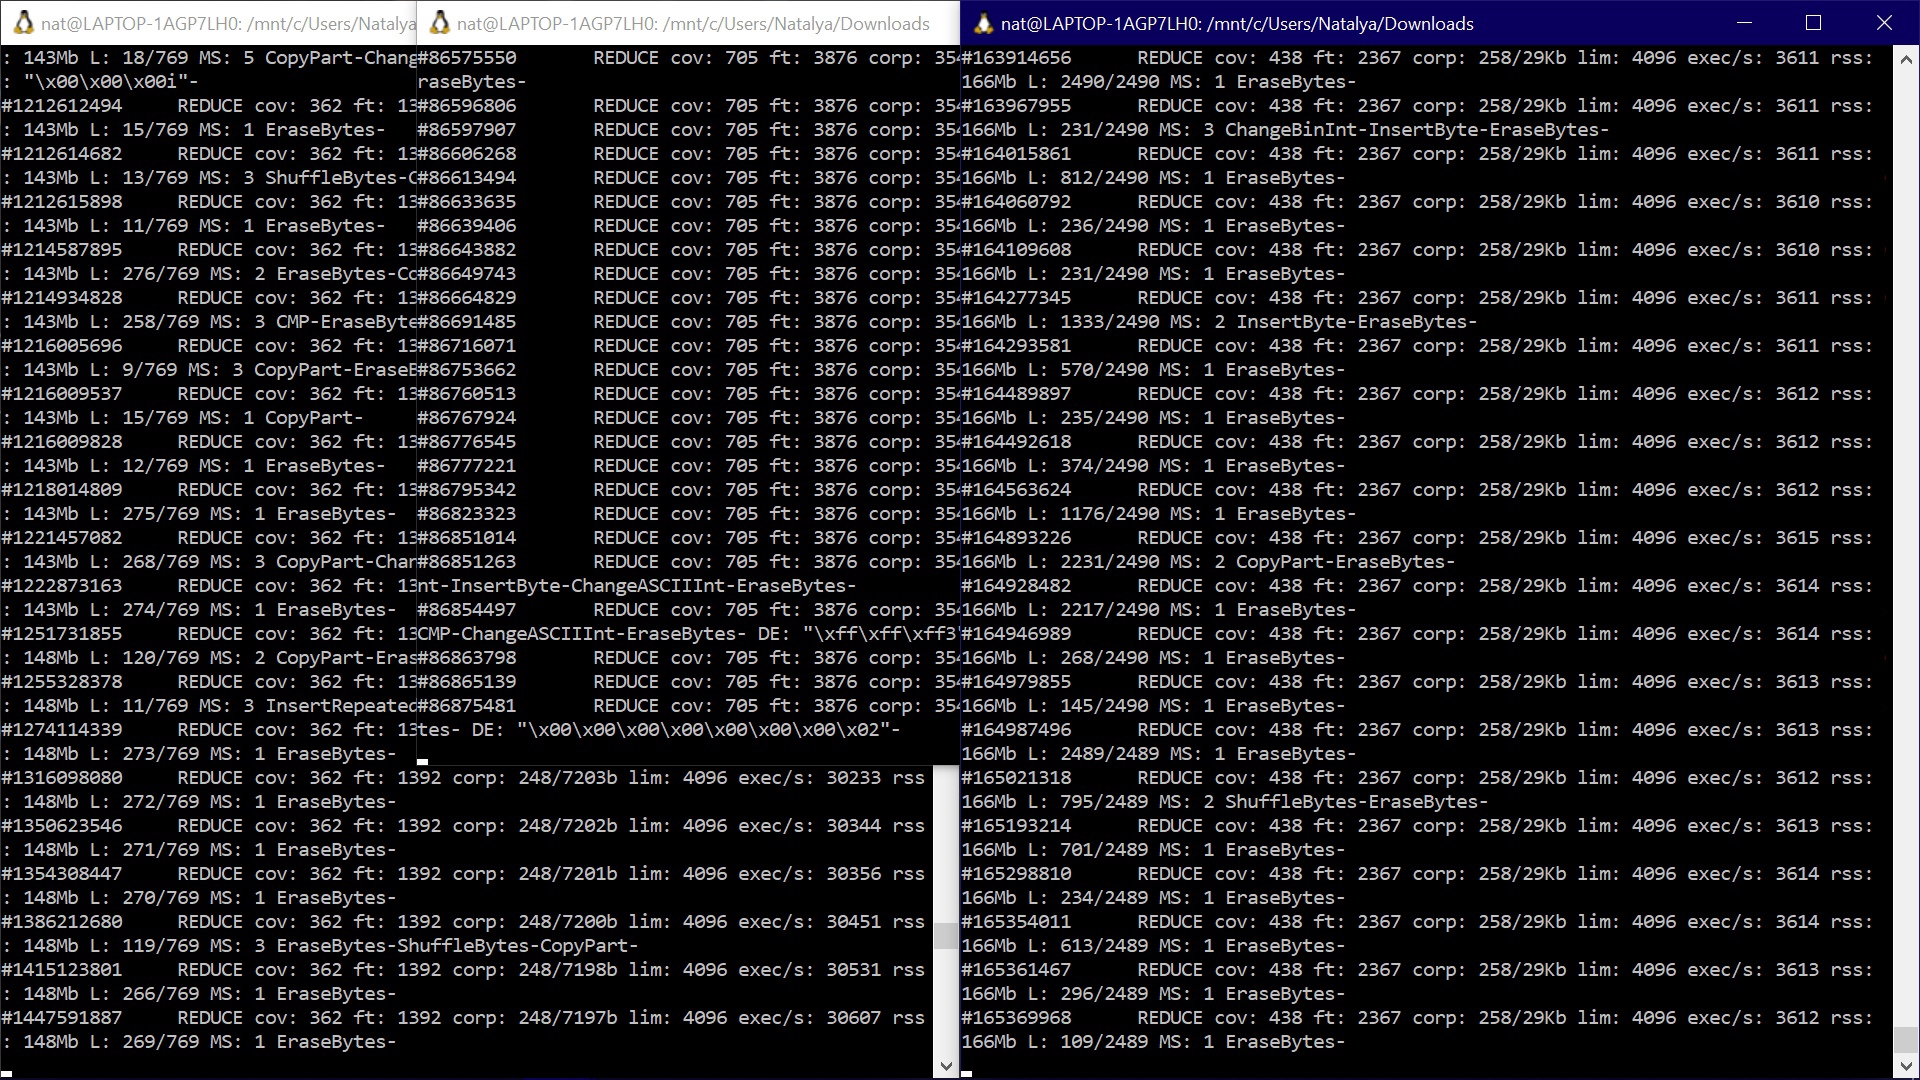 nat@LAPTOP-1AGP7LH0: /mnt/c/Users/Natalya
: 143Mb L: 18/769 MS: 5 CopyPart-Chang
: "\x00\x00\x00i"-
#1212612494     REDUCE cov: 362 ft: 13
: 143Mb L: 15/769 MS: 1 EraseBytes-
#1212614682     REDUCE cov: 362 ft: 13
: 143Mb L: 13/769 MS: 3 ShuffleBytes-C
#1212615898     REDUCE cov: 362 ft: 13
: 143Mb L: 11/769 MS: 1 EraseBytes-
#1214587895     REDUCE cov: 362 ft: 13
: 143Mb L: 276/769 MS: 2 EraseBytes-Co
#1214934828     REDUCE cov: 362 ft: 13
: 143Mb L: 258/769 MS: 3 CMP-EraseByte
#1216005696     REDUCE cov: 362 ft: 13
: 143Mb L: 9/769 MS: 3 CopyPart-EraseB
#1216009537     REDUCE cov: 362 ft: 13
: 143Mb L: 15/769 MS: 1 CopyPart-
#1216009828     REDUCE cov: 362 ft: 13
: 143Mb L: 12/769 MS: 1 EraseBytes-
#1218014809     REDUCE cov: 362 ft: 13
: 143Mb L: 275/769 MS: 1 EraseBytes-
#1221457082     REDUCE cov: 362 ft: 13
: 143Mb L: 268/769 MS: 3 CopyPart-Chan
#1222873163     REDUCE cov: 362 ft: 13
: 143Mb L: 274/769 MS: 1 EraseBytes-
#1251731855     REDUCE cov: 362 ft: 13
: 148Mb L: 120/769 MS: 2 CopyPart-Eras
#1255328378     REDUCE cov: 362 ft: 13
: 148Mb L: 11/769 MS: 3 InsertRepeated
#1274114339     REDUCE cov: 362 ft: 13
: 148Mb L: 273/769 MS: 1 EraseBytes-
#1316098080     REDUCE cov: 362 ft: 1392 corp: 248/7203b lim: 4096 exec/s: 30233 rss
: 148Mb L: 272/769 MS: 1 EraseBytes-
#1350623546     REDUCE cov: 362 ft: 1392 corp: 248/7202b lim: 4096 exec/s: 30344 rss
: 148Mb L: 271/769 MS: 1 EraseBytes-
#1354308447     REDUCE cov: 362 ft: 1392 corp: 248/7201b lim: 4096 exec/s: 30356 rss
: 148Mb L: 270/769 MS: 1 EraseBytes-
#1386212680     REDUCE cov: 362 ft: 1392 corp: 248/7200b lim: 4096 exec/s: 30451 rss
: 148Mb L: 119/769 MS: 3 EraseBytes-ShuffleBytes-CopyPart-
#1415123801     REDUCE cov: 362 ft: 1392 corp: 248/7198b lim: 4096 exec/s: 30531 rss
: 148Mb L: 266/769 MS: 1 EraseBytes-
#1447591887     REDUCE cov: 362 ft: 1392 corp: 248/7197b lim: 4096 exec/s: 30607 rss
: 148Mb L: 269/769 MS: 1 EraseBytes-
nat@LAPTOP-1AGP7LH0: /mnt/c/Users/Natalya/Downloads
#86575550       REDUCE cov: 705 ft: 3876 corp: 354
raseBytes-
#86596806       REDUCE cov: 705 ft: 3876 corp: 354
#86597907       REDUCE cov: 705 ft: 3876 corp: 354
#86606268       REDUCE cov: 705 ft: 3876 corp: 354
#86613494       REDUCE cov: 705 ft: 3876 corp: 354
#86633635       REDUCE cov: 705 ft: 3876 corp: 354
#86639406       REDUCE cov: 705 ft: 3876 corp: 354
#86643882       REDUCE cov: 705 ft: 3876 corp: 354
#86649743       REDUCE cov: 705 ft: 3876 corp: 354
#86664829       REDUCE cov: 705 ft: 3876 corp: 354
#86691485       REDUCE cov: 705 ft: 3876 corp: 354
#86716071       REDUCE cov: 705 ft: 3876 corp: 354
#86753662       REDUCE cov: 705 ft: 3876 corp: 354
#86760513       REDUCE cov: 705 ft: 3876 corp: 354
#86767924       REDUCE cov: 705 ft: 3876 corp: 354
#86776545       REDUCE cov: 705 ft: 3876 corp: 354
#86777221       REDUCE cov: 705 ft: 3876 corp: 354
#86795342       REDUCE cov: 705 ft: 3876 corp: 354
#86823323       REDUCE cov: 705 ft: 3876 corp: 354
#86851014       REDUCE cov: 705 ft: 3876 corp: 354
#86851263       REDUCE cov: 705 ft: 3876 corp: 354
nt-InsertByte-ChangeASCIIInt-EraseBytes-
#86854497       REDUCE cov: 705 ft: 3876 corp: 354
CMP-ChangeASCIIInt-EraseBytes- DE: "\xff\xff\xff3"
#86863798       REDUCE cov: 705 ft: 3876 corp: 354
#86865139       REDUCE cov: 705 ft: 3876 corp: 354
#86875481       REDUCE cov: 705 ft: 3876 corp: 354
tes- DE: "\x00\x00\x00\x00\x00\x00\x00\x02"-
nat@LAPTOP-1AGP7LH0: /mnt/c/Users/Natalya/Downloads
#163914656      REDUCE cov: 438 ft: 2367 corp: 258/29Kb lim: 4096 exec/s: 3611 rss:
166Mb L: 2490/2490 MS: 1 EraseBytes-
#163967955      REDUCE cov: 438 ft: 2367 corp: 258/29Kb lim: 4096 exec/s: 3611 rss:
166Mb L: 231/2490 MS: 3 ChangeBinInt-InsertByte-EraseBytes-
#164015861      REDUCE cov: 438 ft: 2367 corp: 258/29Kb lim: 4096 exec/s: 3611 rss:
166Mb L: 812/2490 MS: 1 EraseBytes-
#164060792      REDUCE cov: 438 ft: 2367 corp: 258/29Kb lim: 4096 exec/s: 3610 rss:
166Mb L: 236/2490 MS: 1 EraseBytes-
#164109608      REDUCE cov: 438 ft: 2367 corp: 258/29Kb lim: 4096 exec/s: 3610 rss:
166Mb L: 231/2490 MS: 1 EraseBytes-
#164277345      REDUCE cov: 438 ft: 2367 corp: 258/29Kb lim: 4096 exec/s: 3611 rss:
166Mb L: 1333/2490 MS: 2 InsertByte-EraseBytes-
#164293581      REDUCE cov: 438 ft: 2367 corp: 258/29Kb lim: 4096 exec/s: 3611 rss:
166Mb L: 570/2490 MS: 1 EraseBytes-
#164489897      REDUCE cov: 438 ft: 2367 corp: 258/29Kb lim: 4096 exec/s: 3612 rss:
166Mb L: 235/2490 MS: 1 EraseBytes-
#164492618      REDUCE cov: 438 ft: 2367 corp: 258/29Kb lim: 4096 exec/s: 3612 rss:
166Mb L: 374/2490 MS: 1 EraseBytes-
#164563624      REDUCE cov: 438 ft: 2367 corp: 258/29Kb lim: 4096 exec/s: 3612 rss:
166Mb L: 1176/2490 MS: 1 EraseBytes-
#164893226      REDUCE cov: 438 ft: 2367 corp: 258/29Kb lim: 4096 exec/s: 3615 rss:
166Mb L: 2231/2490 MS: 2 CopyPart-EraseBytes-
#164928482      REDUCE cov: 438 ft: 2367 corp: 258/29Kb lim: 4096 exec/s: 3614 rss:
166Mb L: 2217/2490 MS: 1 EraseBytes-
#164946989      REDUCE cov: 438 ft: 2367 corp: 258/29Kb lim: 4096 exec/s: 3614 rss:
166Mb L: 268/2490 MS: 1 EraseBytes-
#164979855      REDUCE cov: 438 ft: 2367 corp: 258/29Kb lim: 4096 exec/s: 3613 rss:
166Mb L: 145/2490 MS: 1 EraseBytes-
#164987496      REDUCE cov: 438 ft: 2367 corp: 258/29Kb lim: 4096 exec/s: 3613 rss:
166Mb L: 2489/2489 MS: 1 EraseBytes-
#165021318      REDUCE cov: 438 ft: 2367 corp: 258/29Kb lim: 4096 exec/s: 3612 rss:
166Mb L: 795/2489 MS: 2 ShuffleBytes-EraseBytes-
#165193214      REDUCE cov: 438 ft: 2367 corp: 258/29Kb lim: 4096 exec/s: 3613 rss:
166Mb L: 701/2489 MS: 1 EraseBytes-
#165298810      REDUCE cov: 438 ft: 2367 corp: 258/29Kb lim: 4096 exec/s: 3614 rss:
166Mb L: 234/2489 MS: 1 EraseBytes-
#165354011      REDUCE cov: 438 ft: 2367 corp: 258/29Kb lim: 4096 exec/s: 3614 rss:
166Mb L: 613/2489 MS: 1 EraseBytes-
#165361467      REDUCE cov: 438 ft: 2367 corp: 258/29Kb lim: 4096 exec/s: 3613 rss:
166Mb L: 296/2489 MS: 1 EraseBytes-
#165369968      REDUCE cov: 438 ft: 2367 corp: 258/29Kb lim: 4096 exec/s: 3612 rss:
166Mb L: 109/2489 MS: 1 EraseBytes-